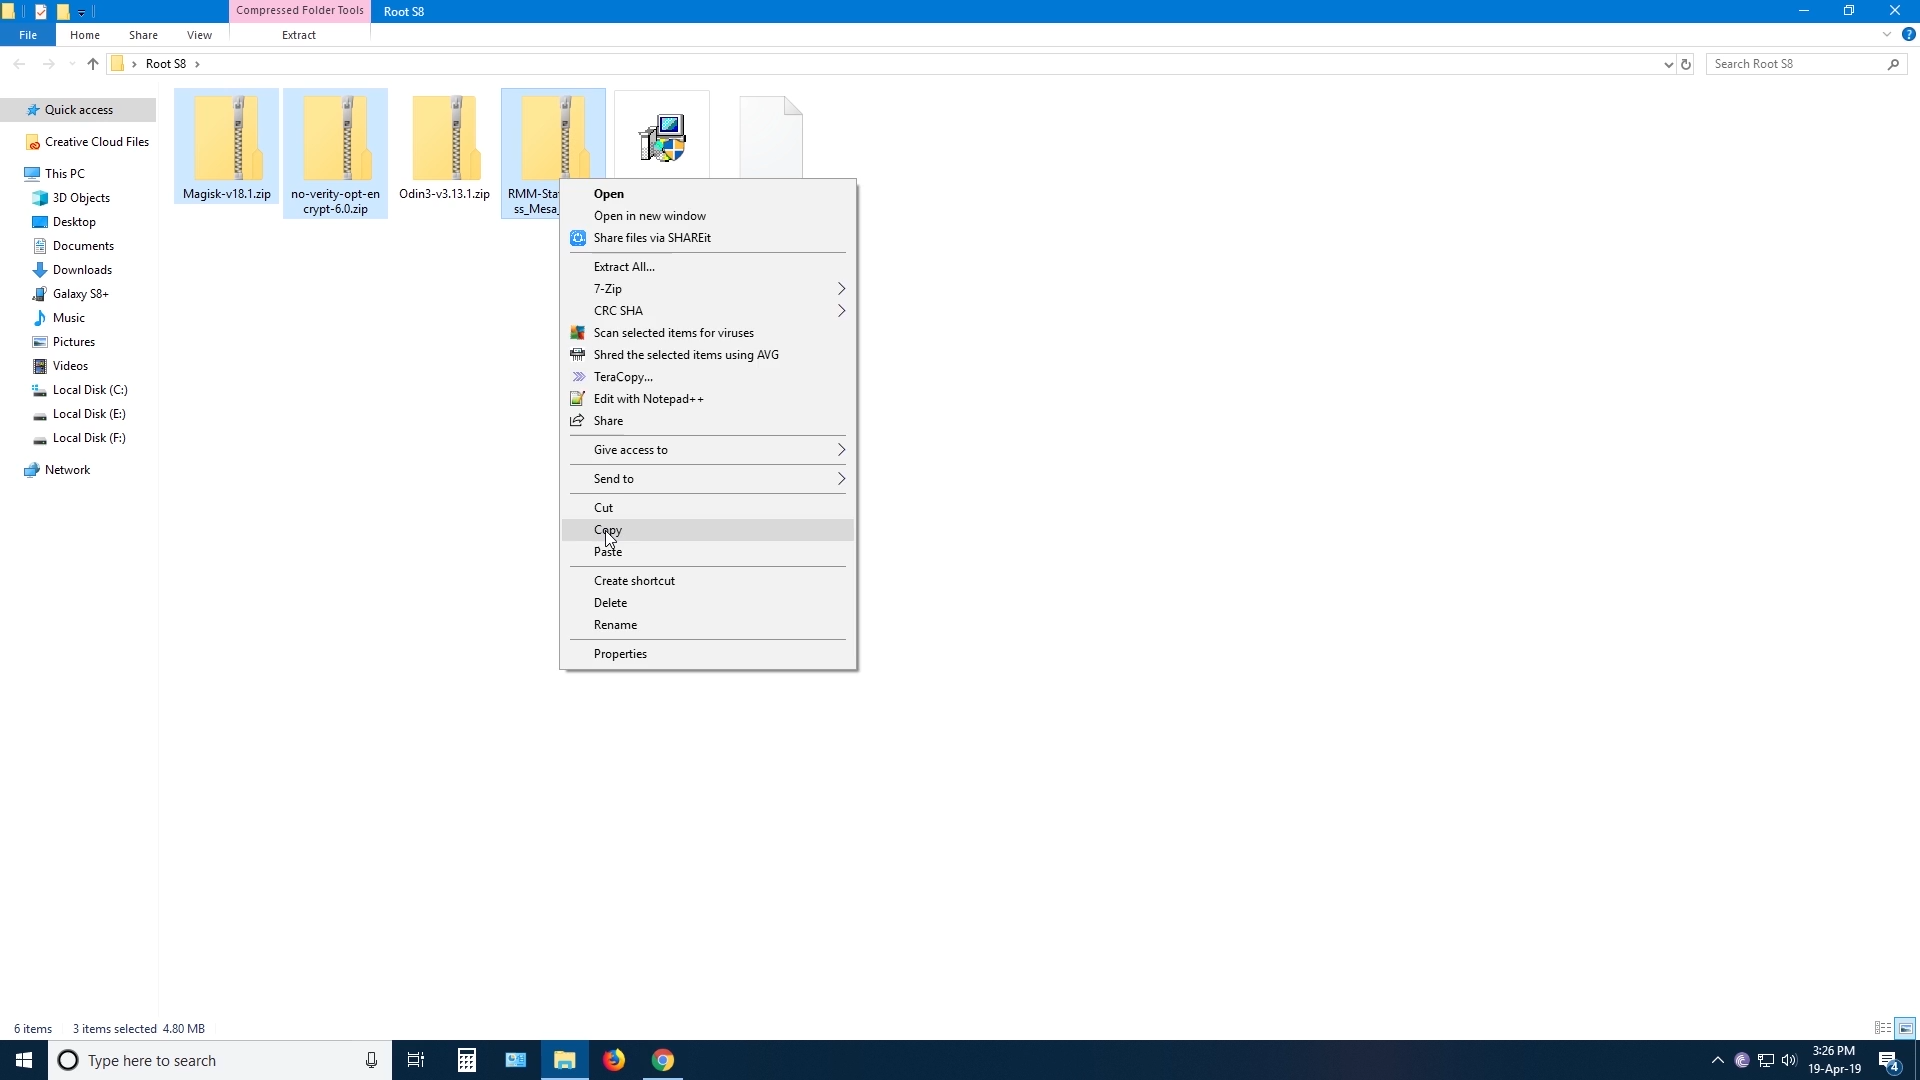 Compressed Folder Tools
Root S8
File
Home
Share
View
Extract
Root S8
Search Root S8
Quick access
Creative Cloud Files
This PC
3D Objects
Desktop
Documents
Downloads
Galaxy S8+
Music
Pictures
Videos
Local Disk (C:)
Local Disk (E:)
Local Disk (F:)
Network
Magisk-v18.1.zip
no-verity-opt-en
crypt-6.0.zip
Odin3-v3.13.1.zip
RMM-Sta
ss_Mesa_
Open
Open in new window
Share files via SHAREit
Extract All...
7-Zip
CRC SHA
Scan selected items for viruses
Shred the selected items using AVG
TeraCopy...
Edit with Notepad++
Share
Give access to
Send to
Cut
Copy
Paste
Create shortcut
Delete
Rename
Properties
6 items
3 items selected 4.80 MB
Type here to search
3:26 PM
19-Apr-19
4